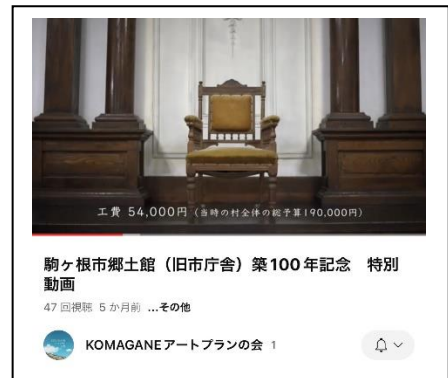 工費 54,000円（当時の村全体の総予算190,000円）
駒ヶ根市郷土館（旧市庁舎）築100年記念　特別
動画
47 回視聴 5 か月前 ...その他
KOMAGANEアートプランの会 1